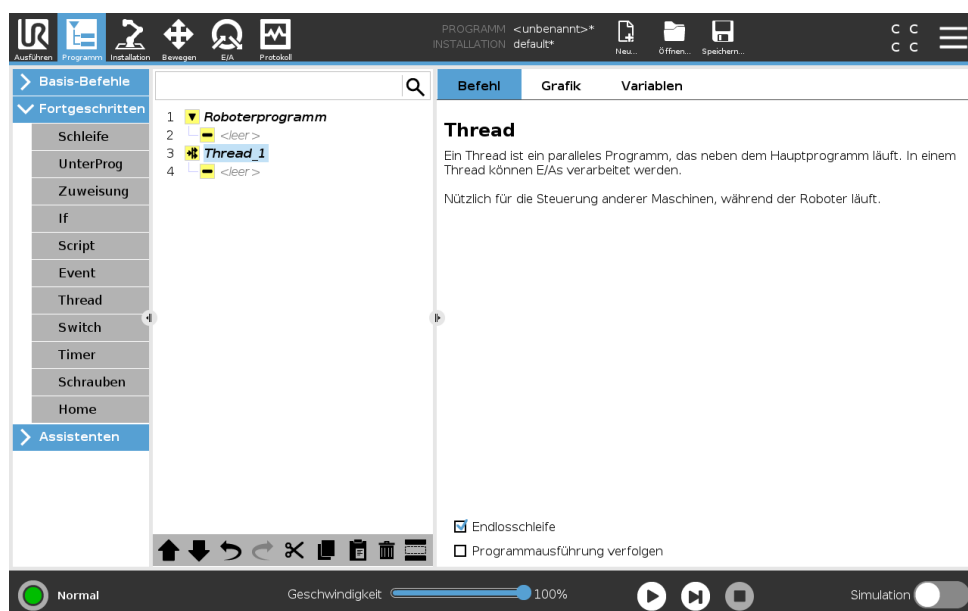 PROGRAMM <unbenannt>*
INSTALLATION default*
UR
Ausführen Programm Installation Bewegen E/A Protokoll
Neu... Öffnen... Speichern...
C C
C C
Basis-Befehle
Fortgeschritten
Schleife
UnterProg
Zuweisung
If
Script
Event
Thread
Switch
Timer
Schrauben
Home
Assistenten
1 Roboterprogramm
2 <leer>
3 Thread_1
4 <leer>
Befehl Grafik Variablen
Thread
Ein Thread ist ein paralleles Programm, das neben dem Hauptprogramm läuft. In einem
Thread können E/As verarbeitet werden.
Nützlich für die Steuerung anderer Maschinen, während der Roboter läuft.
Endlosschleife
Programmausführung verfolgen
Normal Geschwindigkeit 100% Simulation